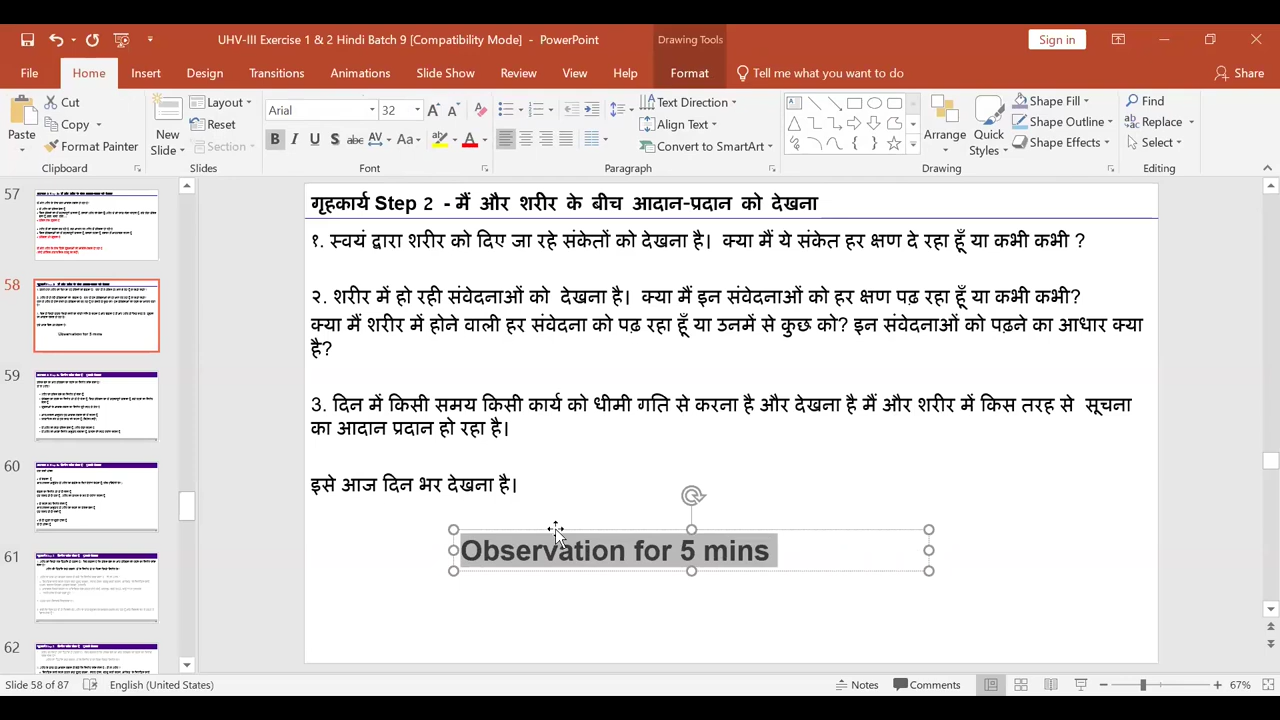 UHV-III Exercise 1 & 2 Hindi Batch 9 [Compatibility Mode] - PowerPoint
Drawing Tools
Sign in
File Home Insert Design Slide Show Transitions Animations Review View Help Format Tell me what you want to do Share
Paste
Cut
Copy
Format Painter
Clipboard
New Slide
Layout
Reset
Section
Slides
Arial 32
Font
Text Direction
Align Text
Convert to SmartArt
Paragraph
Arrange
Quick Styles
Shape Fill
Shape Outline
Shape Effects
Drawing
Find
Replace
Select
Editing
57
58
59
60
61
62
गृहकार्य Step 2 - मैं और शरीर के बीच आदान-प्रदान को देखना
१. स्वयं द्वारा शरीर को दिए जा रहे संकेतों को देखना है। क्या मैं ये संकेत हर क्षण दे रहा हूँ या कभी कभी ?
२. शरीर में हो रही संवेदनाओं को देखना है। क्या मैं इन संवेदनाओं को हर क्षण पढ़ रहा हूँ या कभी कभी?
क्या मैं शरीर में होने वाली हर संवेदना को पढ़ रहा हूँ या उनमें से कुछ को? इन संवेदनाओं को पढ़ने का आधार क्या
है?
3. दिन में किसी समय किसी कार्य को धीमी गति से करना है और देखना है मैं और शरीर में किस तरह से सूचना
का आदान प्रदान हो रहा है।
इसे आज दिन भर देखना है।
Observation for 5 mins
Slide 58 of 87
English (United States)
Notes
Comments
67%